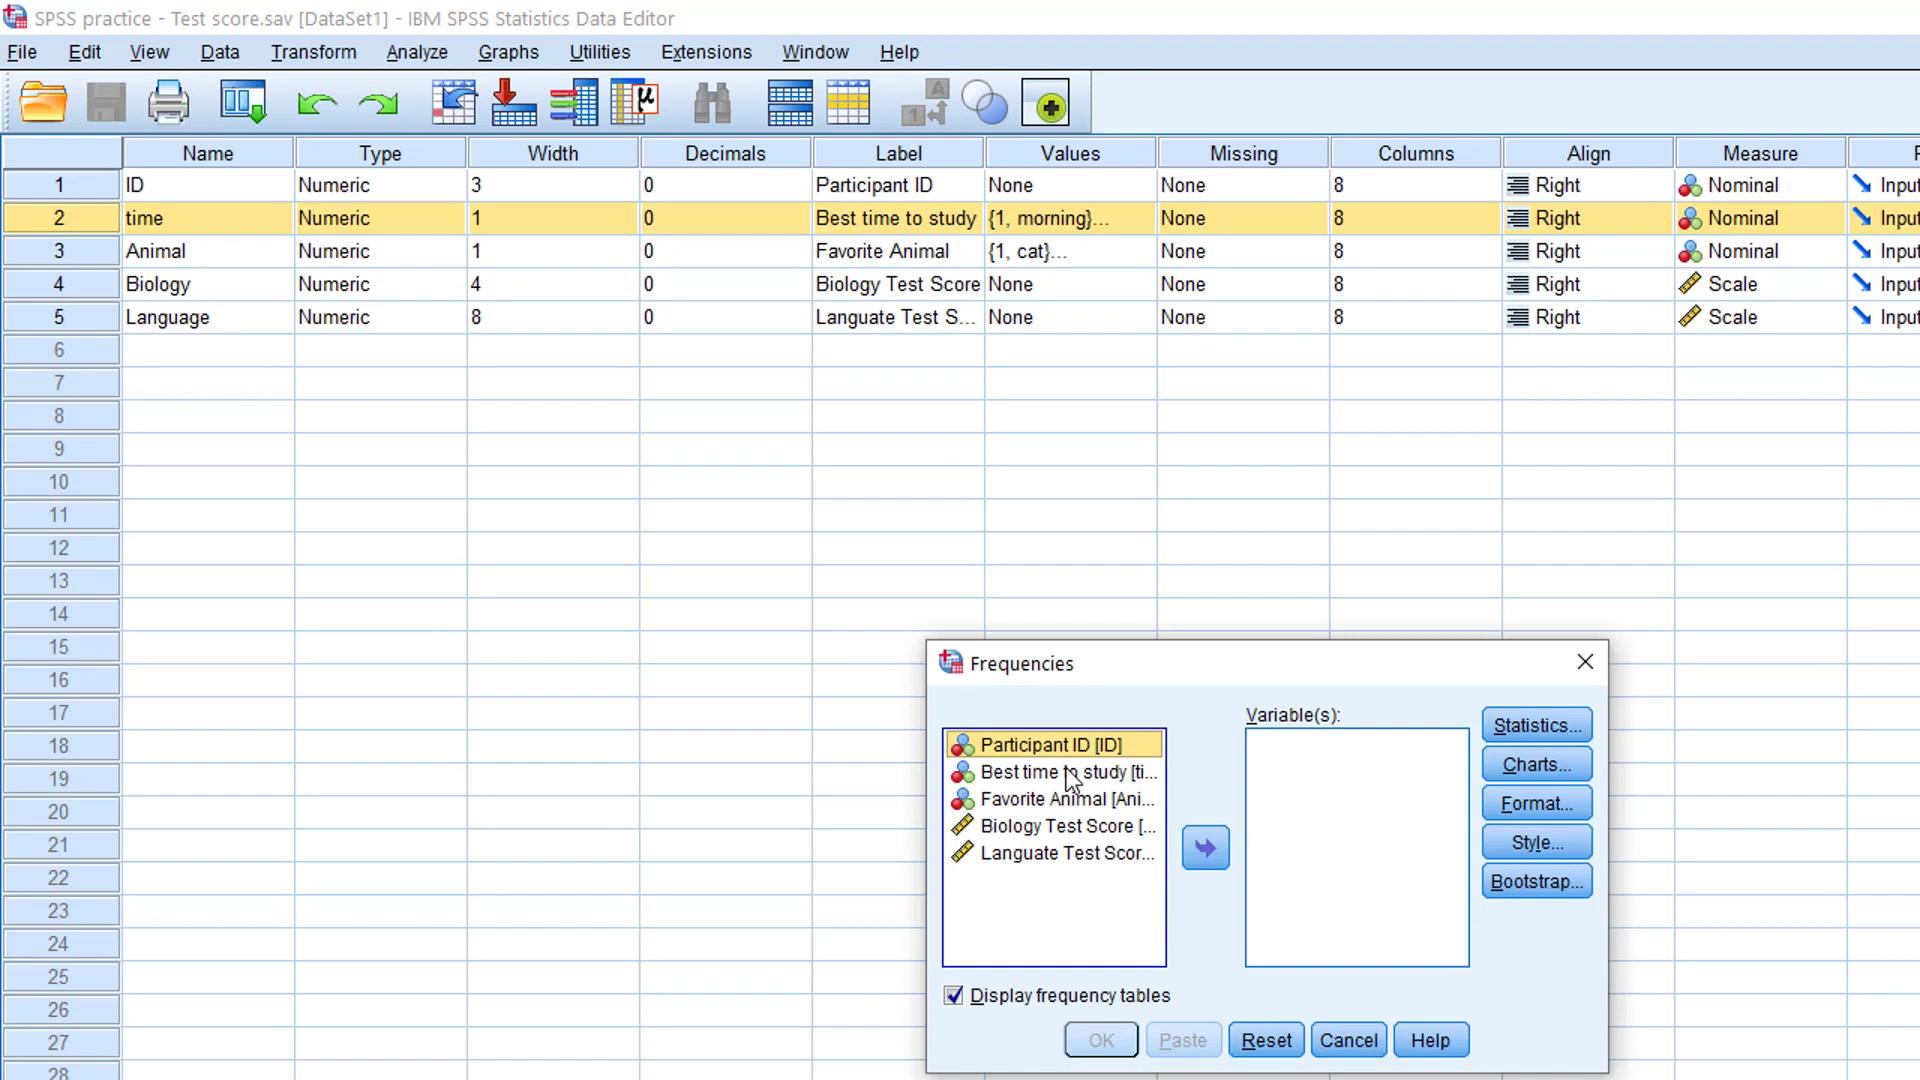 SPSS practice - Test score.sav [DataSet1] - IBM SPSS Statistics Data Editor
File Edit View Data Transform Analyze Graphs Utilities Extensions Window Help
Name Type Width Decimals Label Values Missing Columns Align Measure
1 ID Numeric 3 0 Participant ID None None 8 Right Nominal Input
2 time Numeric 1 0 Best time to study {1, morning}... None 8 Right Nominal Input
3 Animal Numeric 1 0 Favorite Animal {1, cat}... None 8 Right Nominal Input
4 Biology Numeric 4 0 Biology Test Score None None 8 Right Scale Input
5 Language Numeric 8 0 Languate Test S... None None 8 Right Scale Input
6
7
8
9
10
11
12
13
14
15
16
17
18
19
20
21
22
23
24
25
26
27
28
Frequencies
Variable(s):
Participant ID [ID]
Best time to study [ti...
Favorite Animal [Ani...
Biology Test Score [...
Languate Test Scor...
Statistics...
Charts...
Format...
Style...
Bootstrap...
Display frequency tables
OK Paste Reset Cancel Help